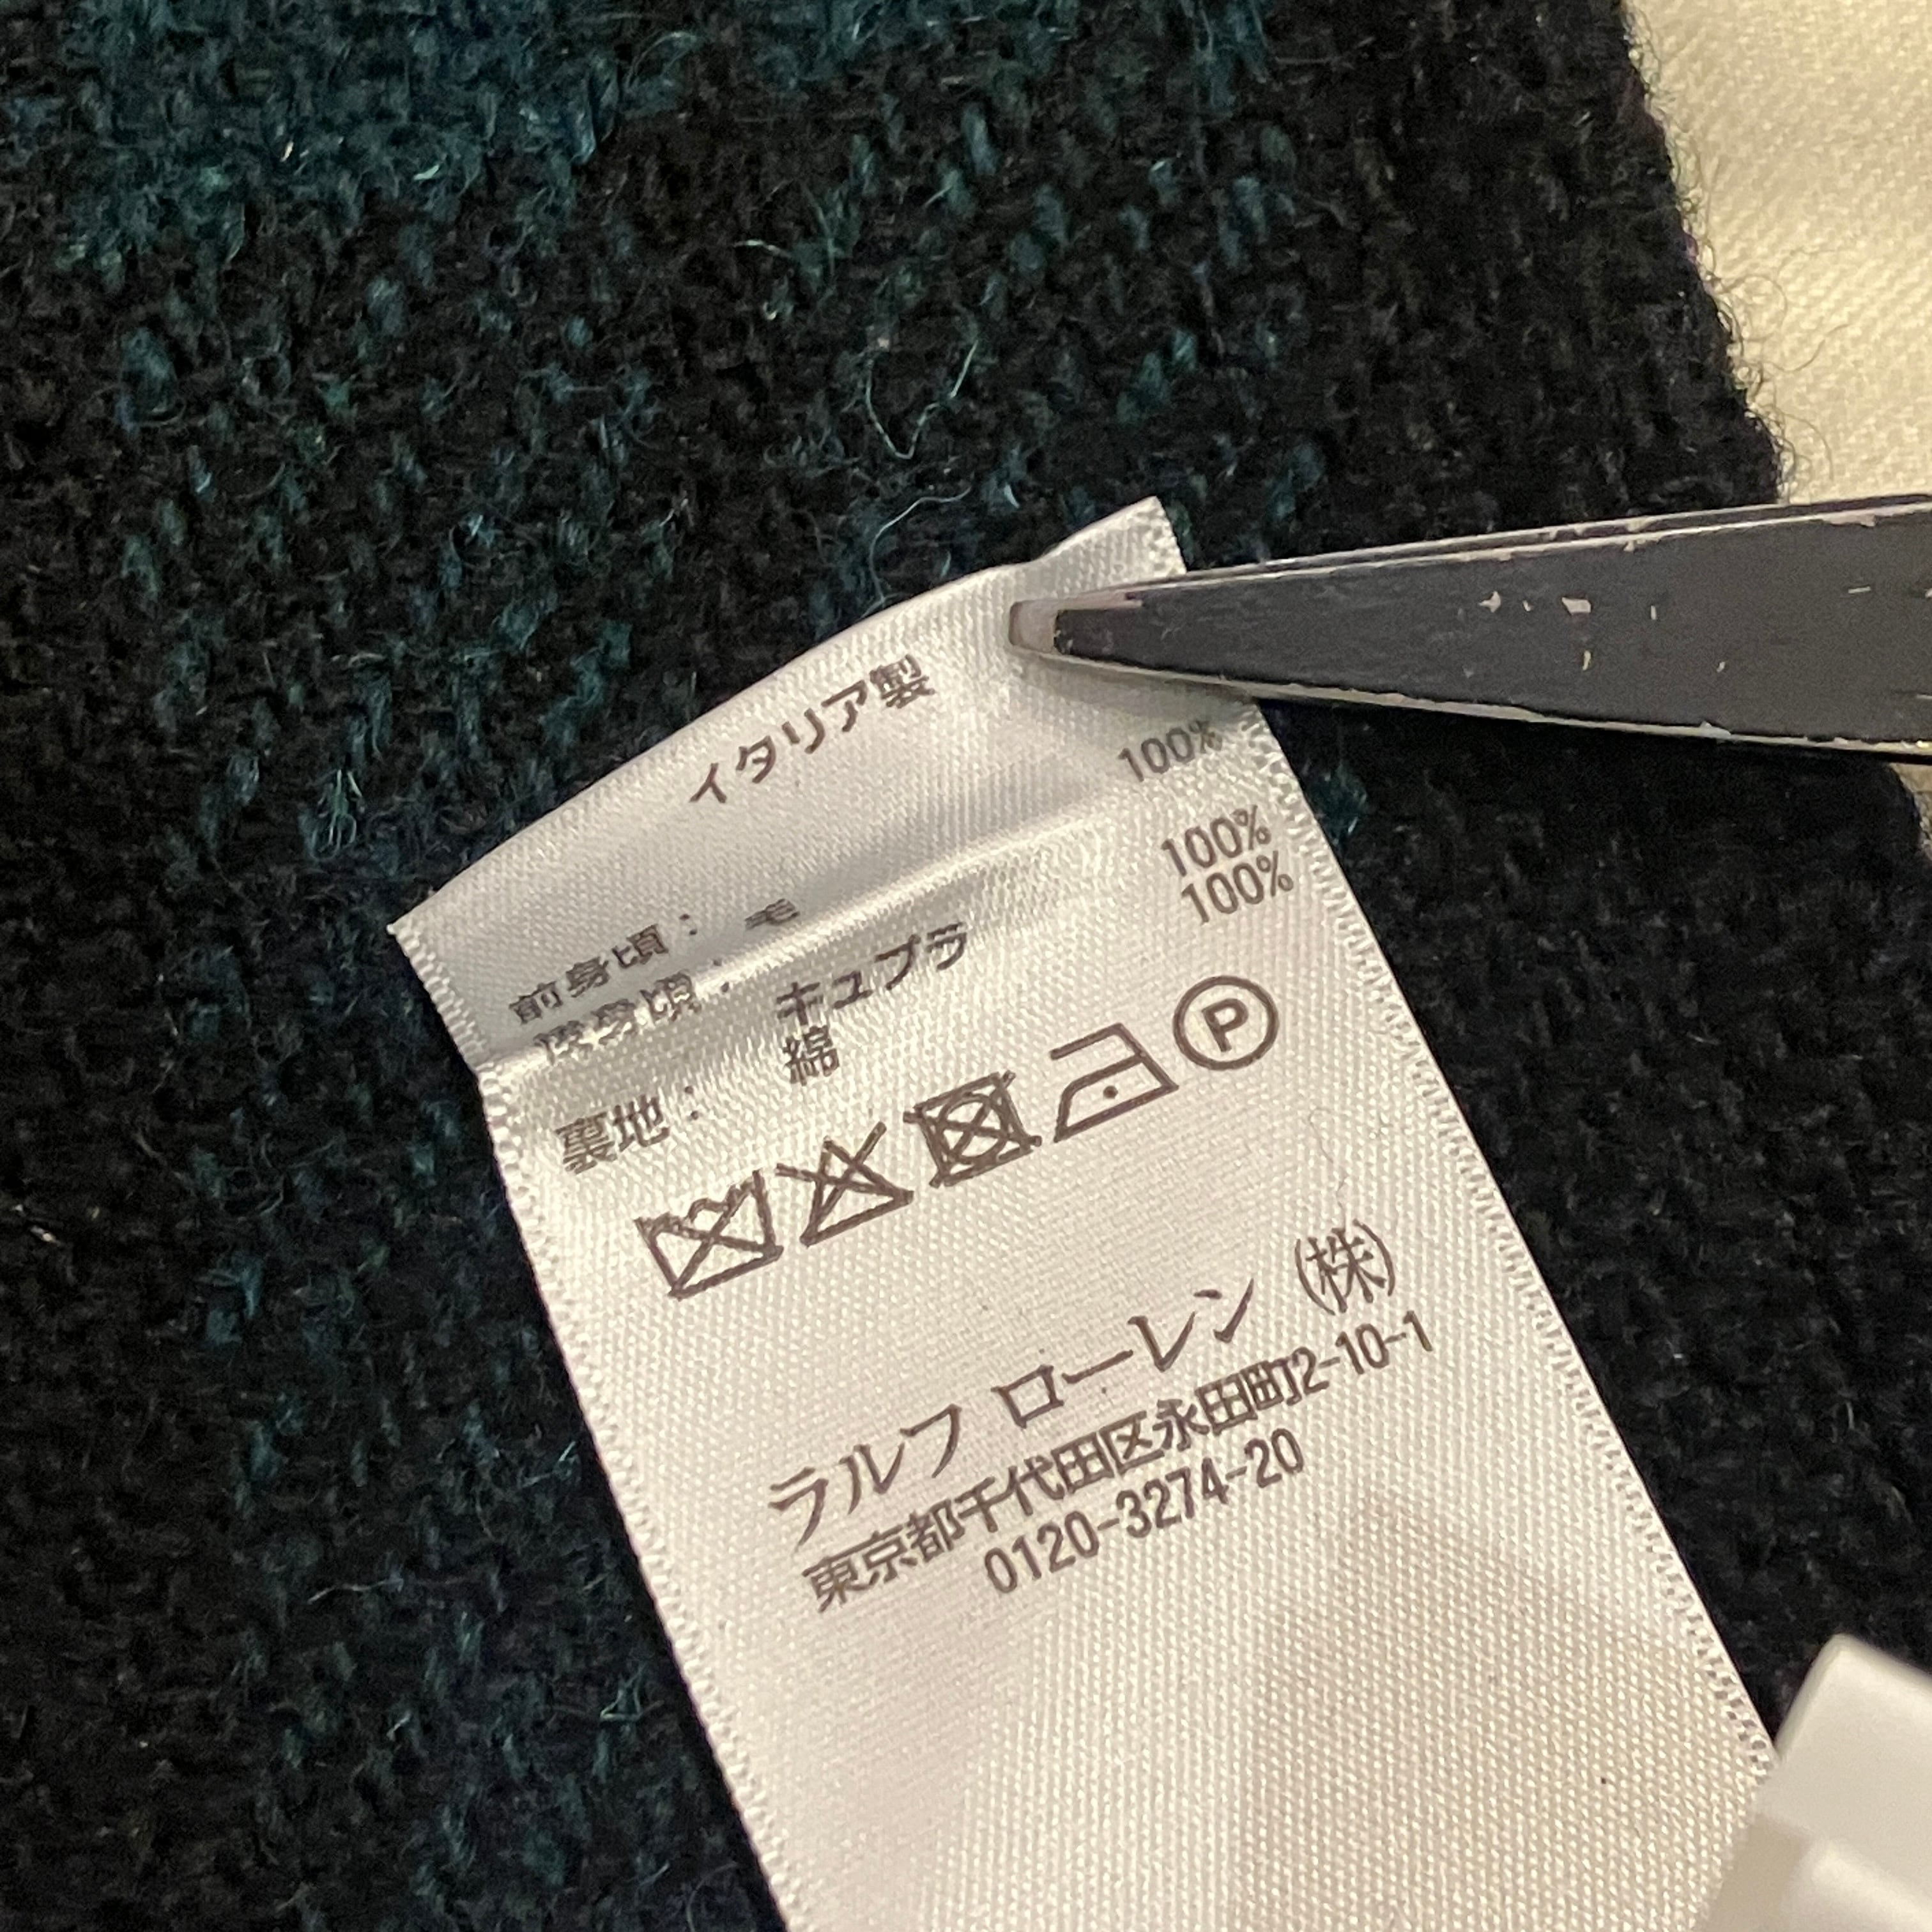 イタリア製
前身頃： 毛 100%
後身頃： キュプラ 100%
裏地： 綿 100%
P
ラルフ ローレン (株)
東京都千代田区永田町2-10-1
0120-3274-20